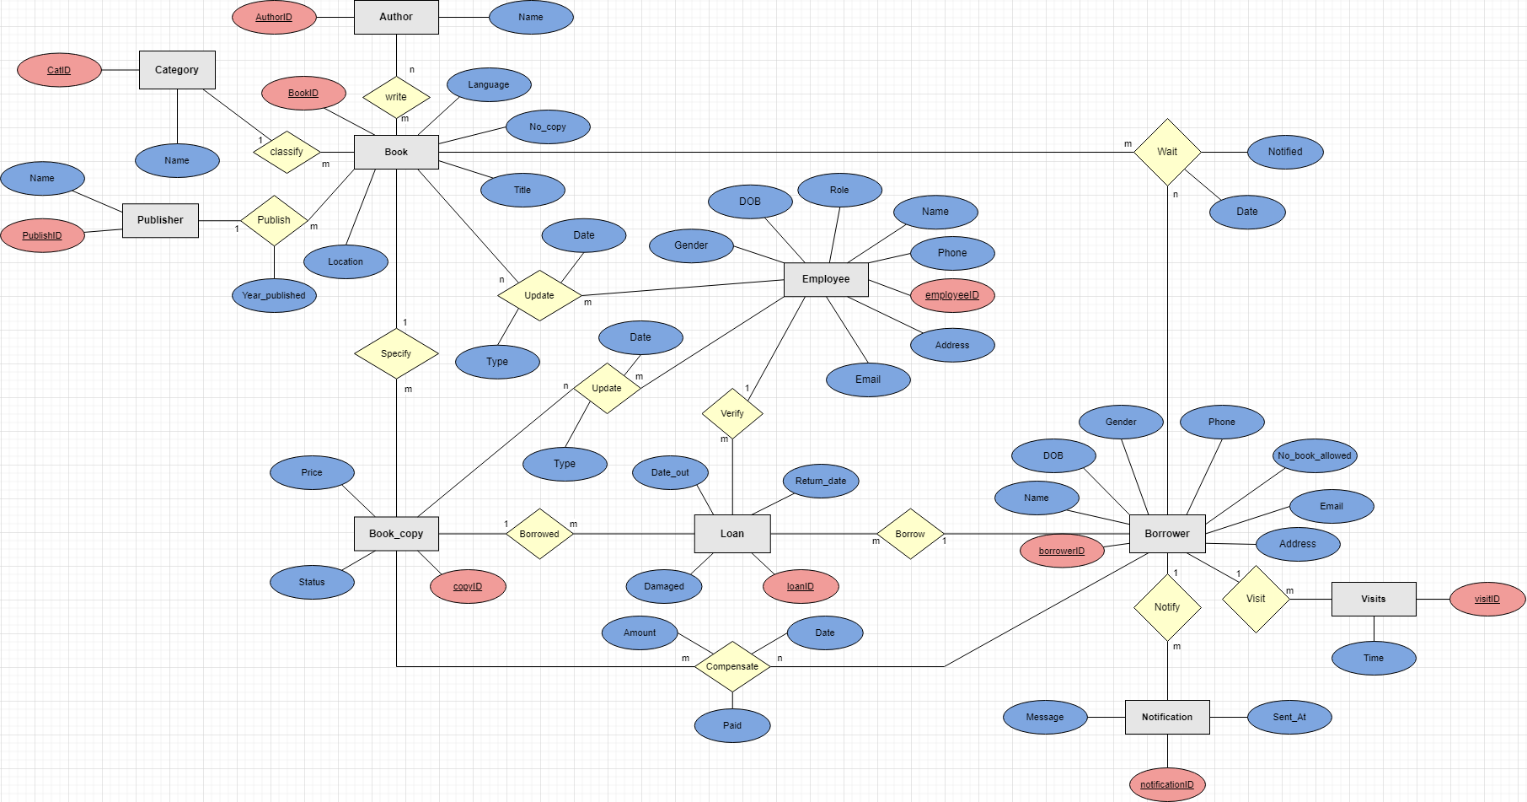 AuthorID
Author
Name
Category
CatID
n
Language
BookID
write
m
No_copy
1
classify
Book
m
Wait
Notified
Name
m
Name
Title
DOB
Role
n
Date
Name
Publisher
Publish
1
m
PublishID
Date
Gender
Phone
Location
n
Employee
Year_published
Update
m
employeeID
1
Date
Address
Specify
Type
m
Email
n
Update
m
1
Verify
Gender
Phone
m
DOB
No_book_allowed
Type
Price
Date_out
Return_date
Name
Email
1
m
Book_copy
Borrowed
Loan
m
Borrow
1
Borrower
Address
borrowerID
1
1
Status
copyID
Damaged
loanID
m
Notify
Visit
Visits
visitID
Amount
Date
m
m
n
Compensate
Time
Paid
Message
Notification
Sent_At
notificationID